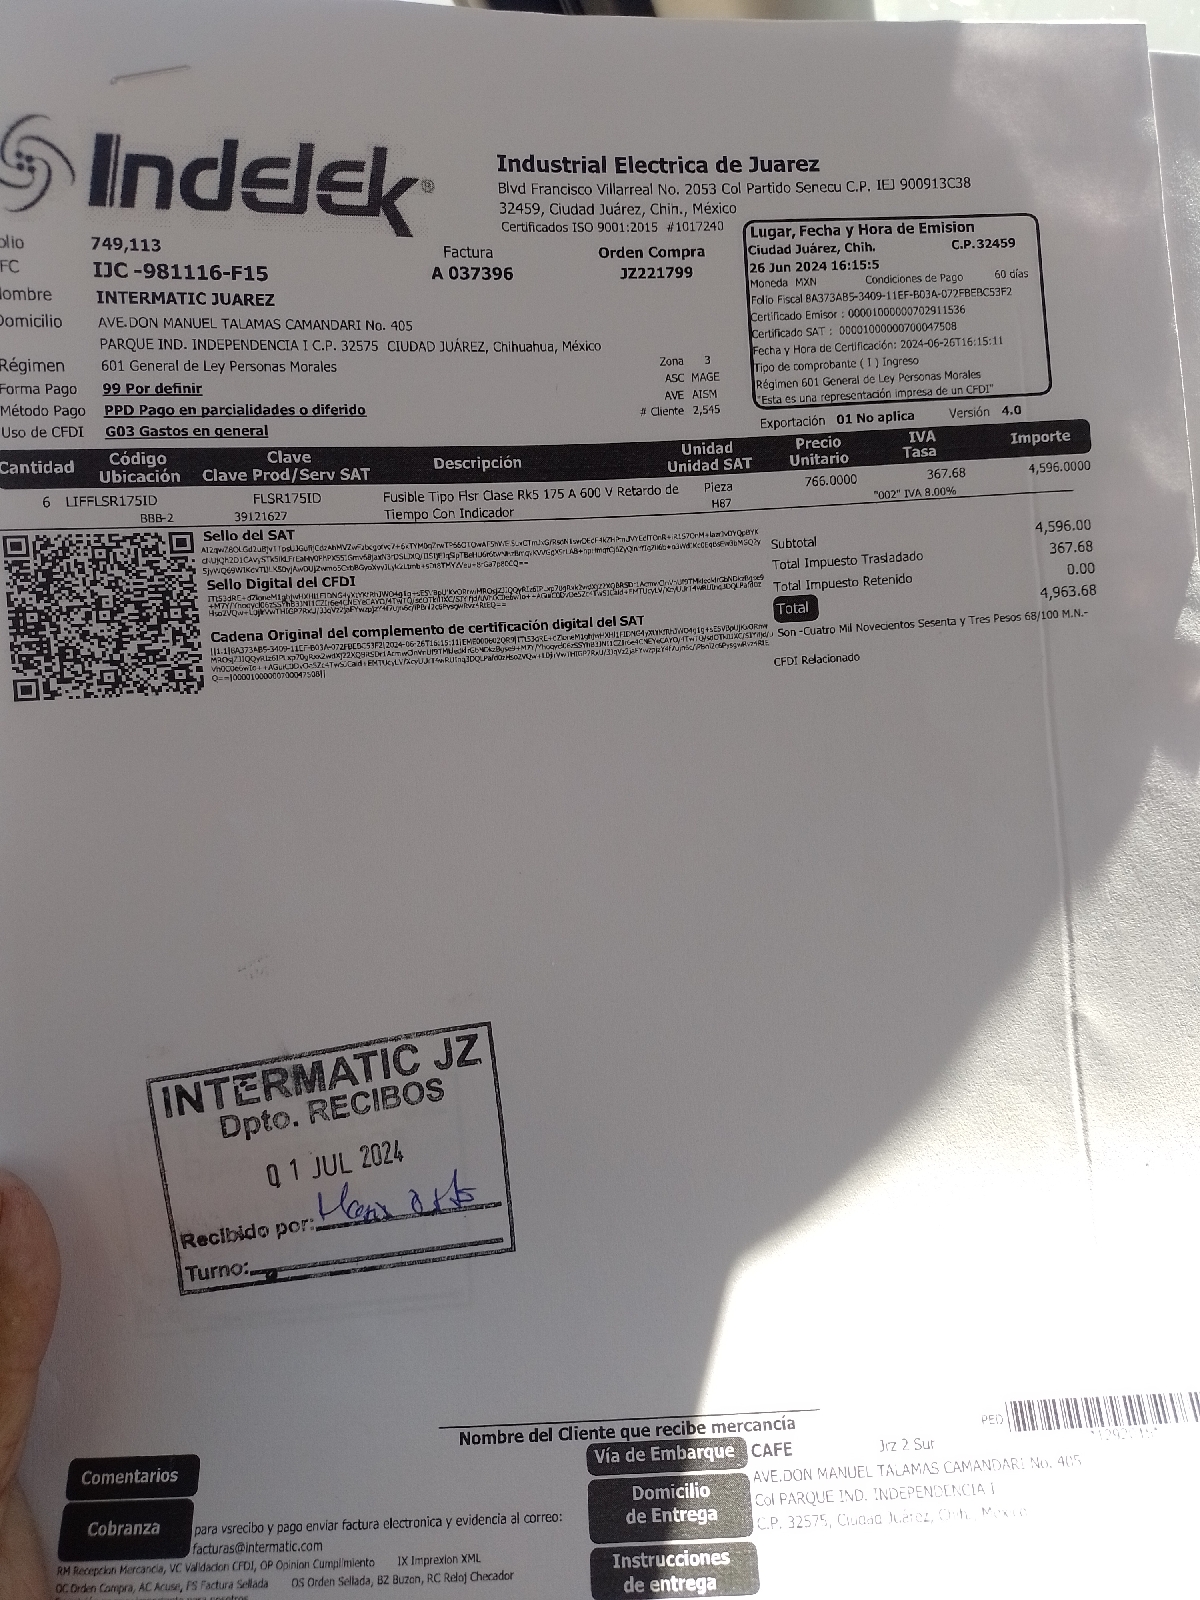 Indelek®
Industrial Electrica de Juarez
Blvd Francisco Villarreal No. 2053 Col Partido Senecu C.P. IEJ 900913C38
32459, Ciudad Juárez, Chih., México
Certificados ISO 9001:2015 #1017240
olio 749,113
FC IJC -981116-F15
Factura
A 037396
Orden Compra
JZ221799
ombre INTERMATIC JUAREZ
Domicilio AVE.DON MANUEL TALAMAS CAMANDARI No. 405
PARQUE IND. INDEPENDENCIA I C.P. 32575 CIUDAD JUÁREZ, Chihuahua, México
Régimen 601 General de Ley Personas Morales
Forma Pago 99 Por definir
Método Pago PPD Pago en parcialidades o diferido
Uso de CFDI G03 Gastos en general
Zona 3
ASC MAGE
AVE AISM
# Cliente 2,545
Lugar, Fecha y Hora de Emision
Ciudad Juárez, Chih. C.P.32459
26 Jun 2024 16:15:5
Moneda MXN Condiciones de Pago 60 días
Folio Fiscal BA373AB5-3409-11EF-B03A-072FBEBC53F2
Certificado Emisor : 00001000000702911536
Certificado SAT : 00001000000700047508
Fecha y Hora de Certificación: 2024-06-26T16:15:11
Tipo de comprobante ( I ) Ingreso
Régimen 601 General de Ley Personas Morales
"Esta es una representación impresa de un CFDI"
Exportación 01 No aplica Versión 4.0
Cantidad Código Ubicación Clave Clave Prod/Serv SAT Descripción Unidad Unidad SAT Precio Unitario IVA Tasa Importe
6 LIFFLSR175ID FLSR175ID Fusible Tipo Flsr Clase Rk5 175 A 600 V Retardo de Pieza 766.0000 367.68 4,596.0000
BBB-2 39121627 Tiempo Con Indicador H87 "002" IVA 8.00%
Sello del SAT
Sello Digital del CFDI
Cadena Original del complemento de certificación digital del SAT
Subtotal 4,596.00
Total Impuesto Trasladado 367.68
Total Impuesto Retenido 0.00
Total 4,963.68
Son -Cuatro Mil Novecientos Sesenta y Tres Pesos 68/100 M.N.-
CFDI Relacionado
INTERMATIC JZ
Dpto. RECIBOS
01 JUL 2024
Recibido por:
Turno:
Nombre del Cliente que recibe mercancía
PED
Vía de Embarque CAFE Jrz 2 Sur
Domicilio de Entrega
AVE.DON MANUEL TALAMAS CAMANDARI No. 405
Col PARQUE IND. INDEPENDENCIA I
C.P. 32575, Ciudad Juárez, Chih., México
Instrucciones de entrega
Comentarios
Cobranza
para vsrecibo y pago enviar factura electronica y evidencia al correo:
facturas@intermatic.com
RM Recepcion Mercancia, VC Validacion CFDI, OP Opinion Cumplimiento IX Imprexion XML
OC Orden Compra, AC Acuse, FS Factura Sellada OS Orden Sellada, BZ Buzon, RC Reloj Checador